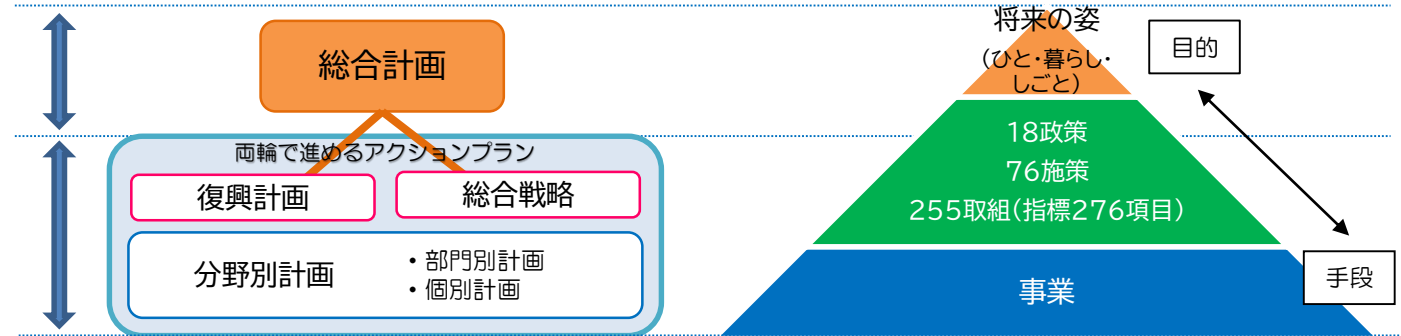 総合計画
両輪で進めるアクションプラン
復興計画
総合戦略
分野別計画
・部門別計画
・個別計画
将来の姿
(ひと・暮らし・
しごと)
目的
18政策
76施策
255取組(指標276項目)
手段
事業